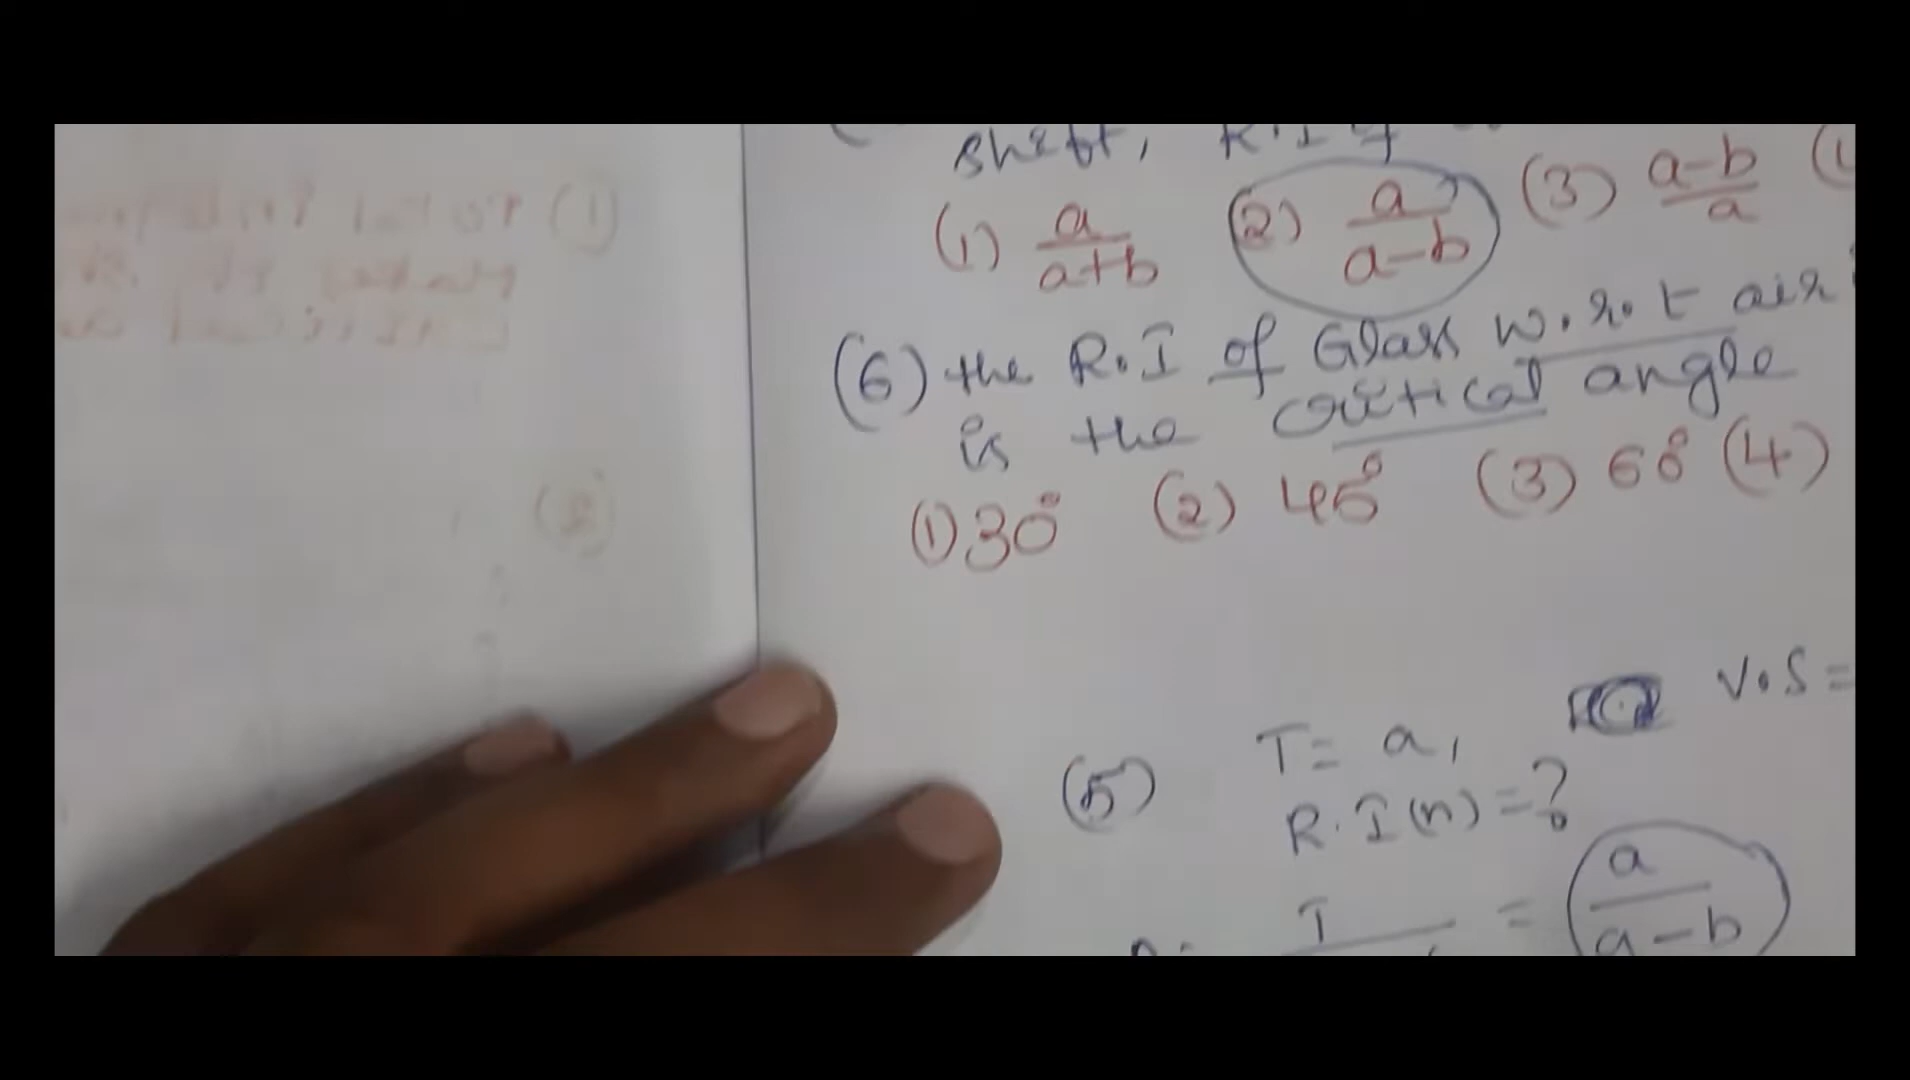 shift, R.I of
(1) a/a+b (2) a/a-b (3) a-b/a
(6) the R.I of Glass w.r.t air
is the critical angle
(1) 30° (2) 45° (3) 60° (4)
V.S =
(5) T = a,
R.I(n) = ?
= a/a-b